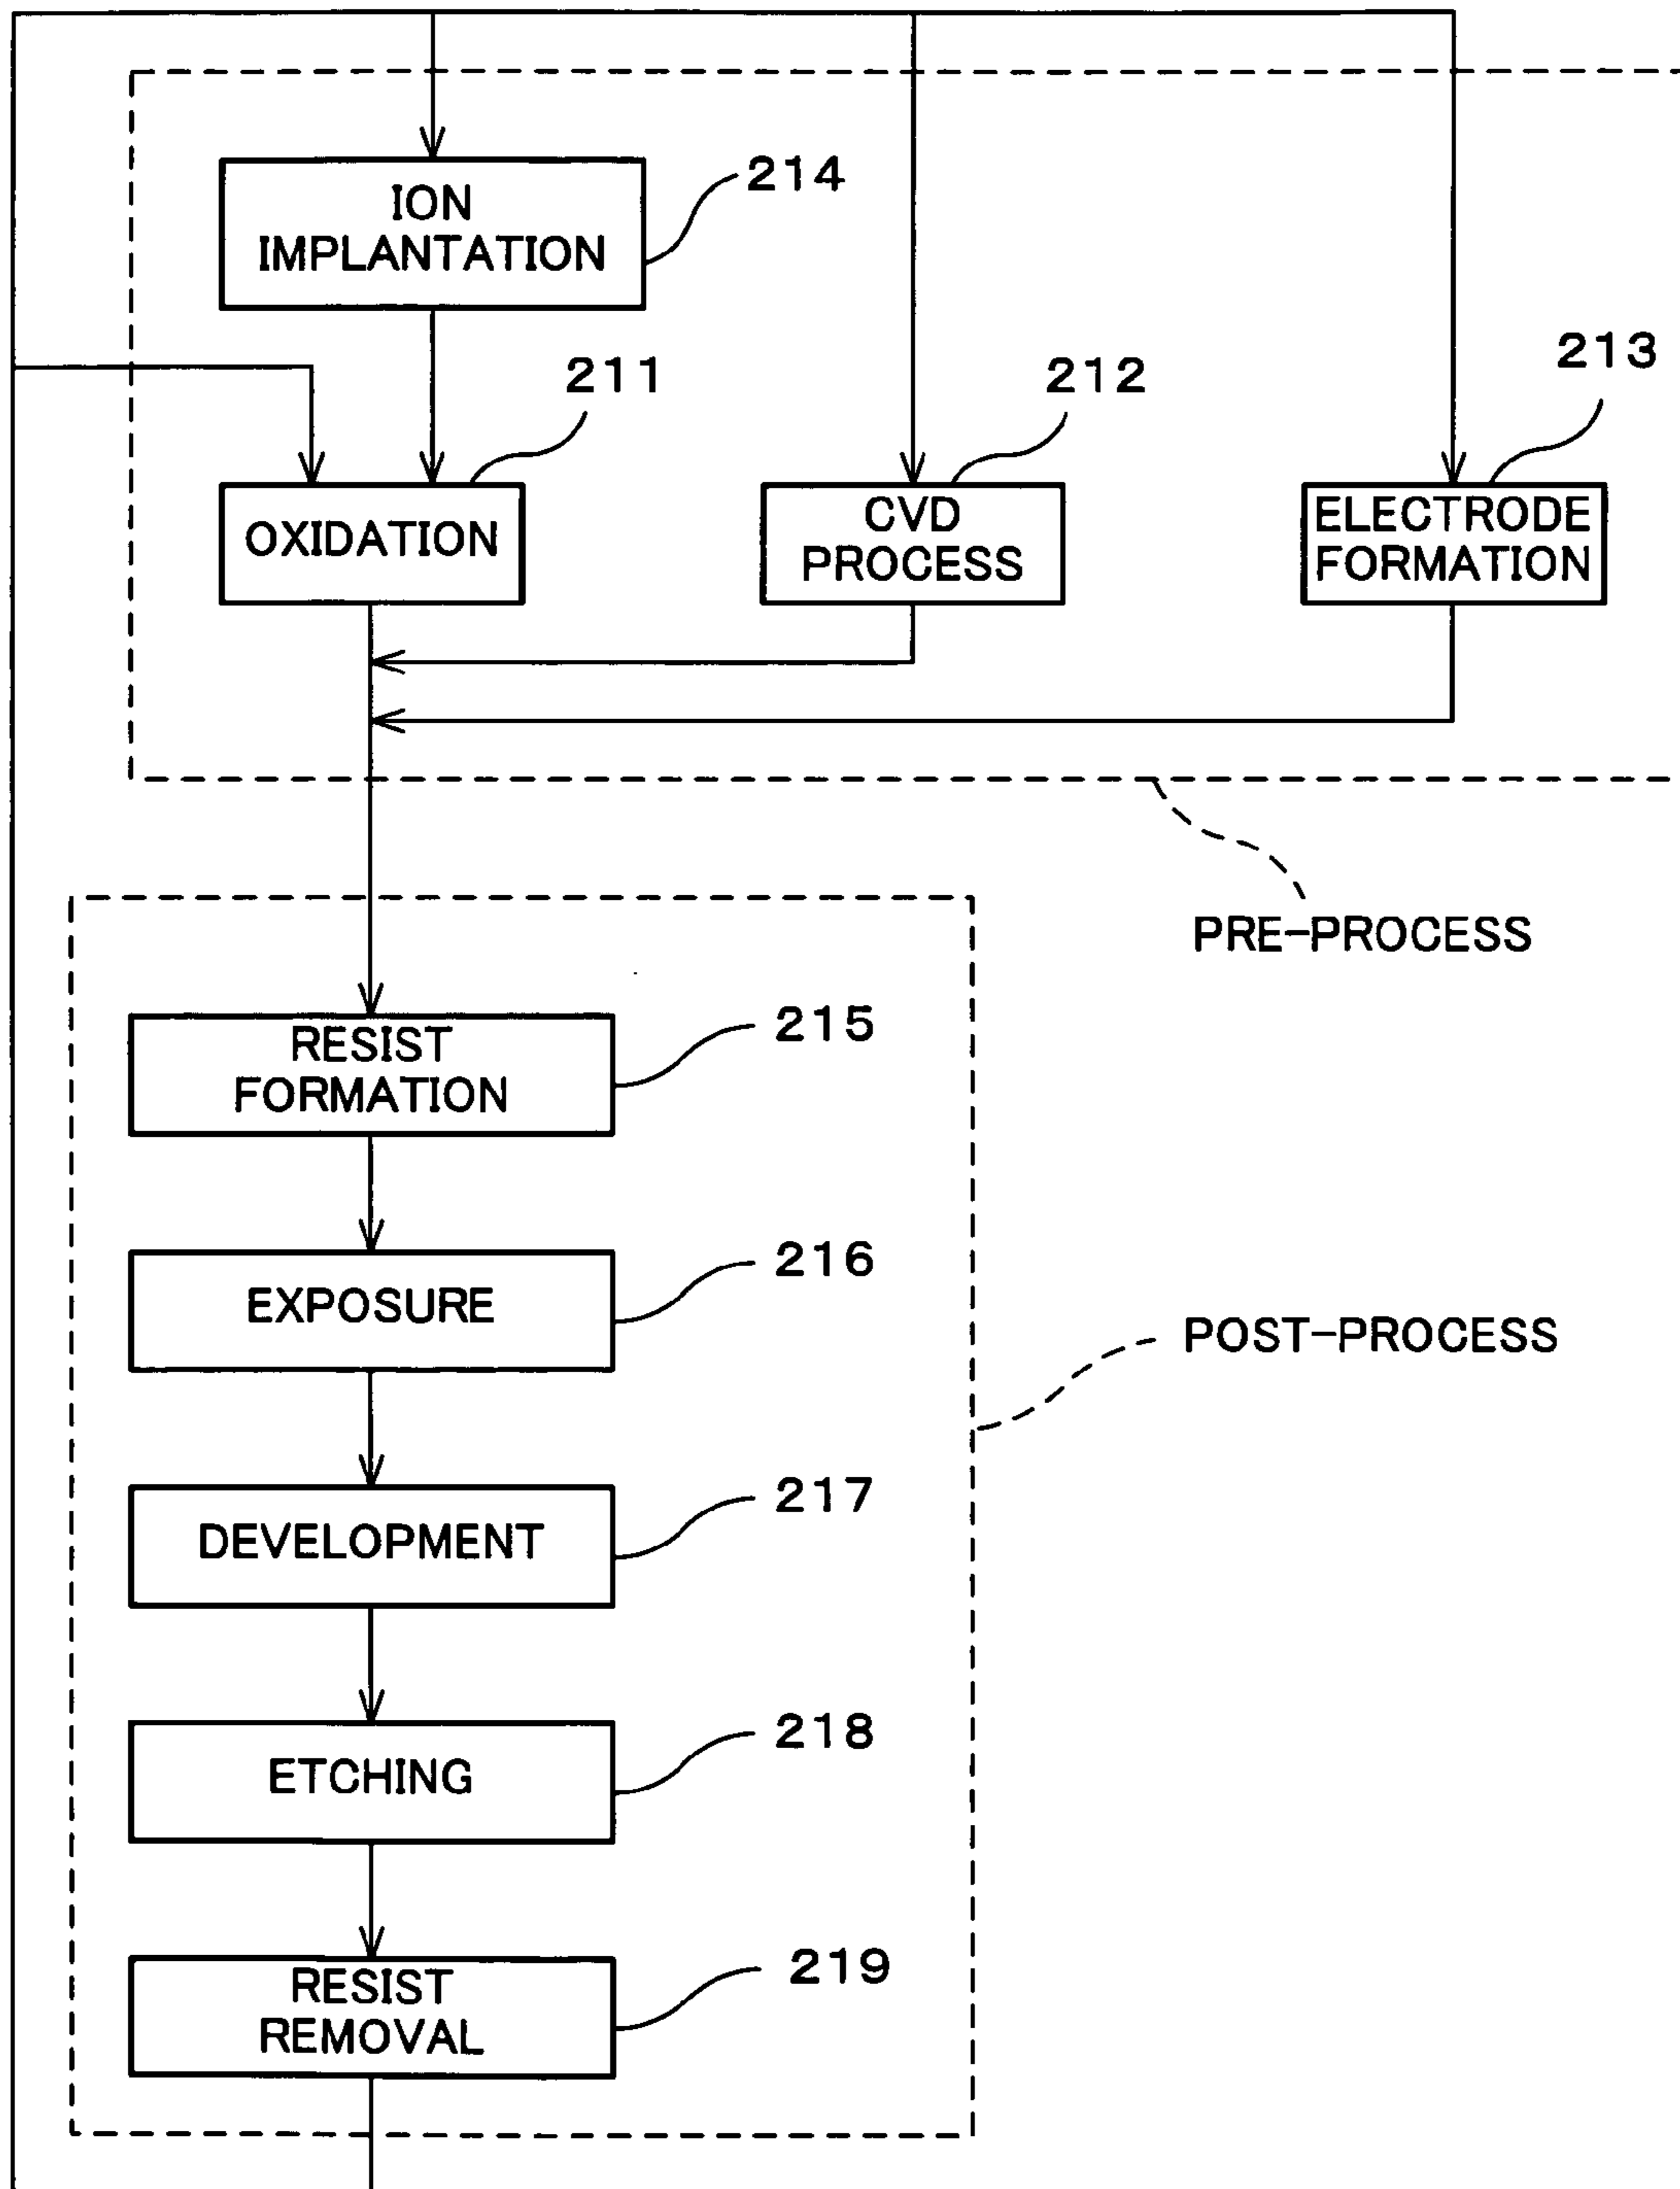 214
ION
IMPLANTATION
213
211
212
OXIDATION
CVD
PROCESS
ELECTRODE
FORMATION
PRE-PROCESS
215
RESIST
FORMATION
216
EXPOSURE
POST-PROCESS
217
DEVELOPMENT
218
ETCHING
219
RESIST
REMOVAL